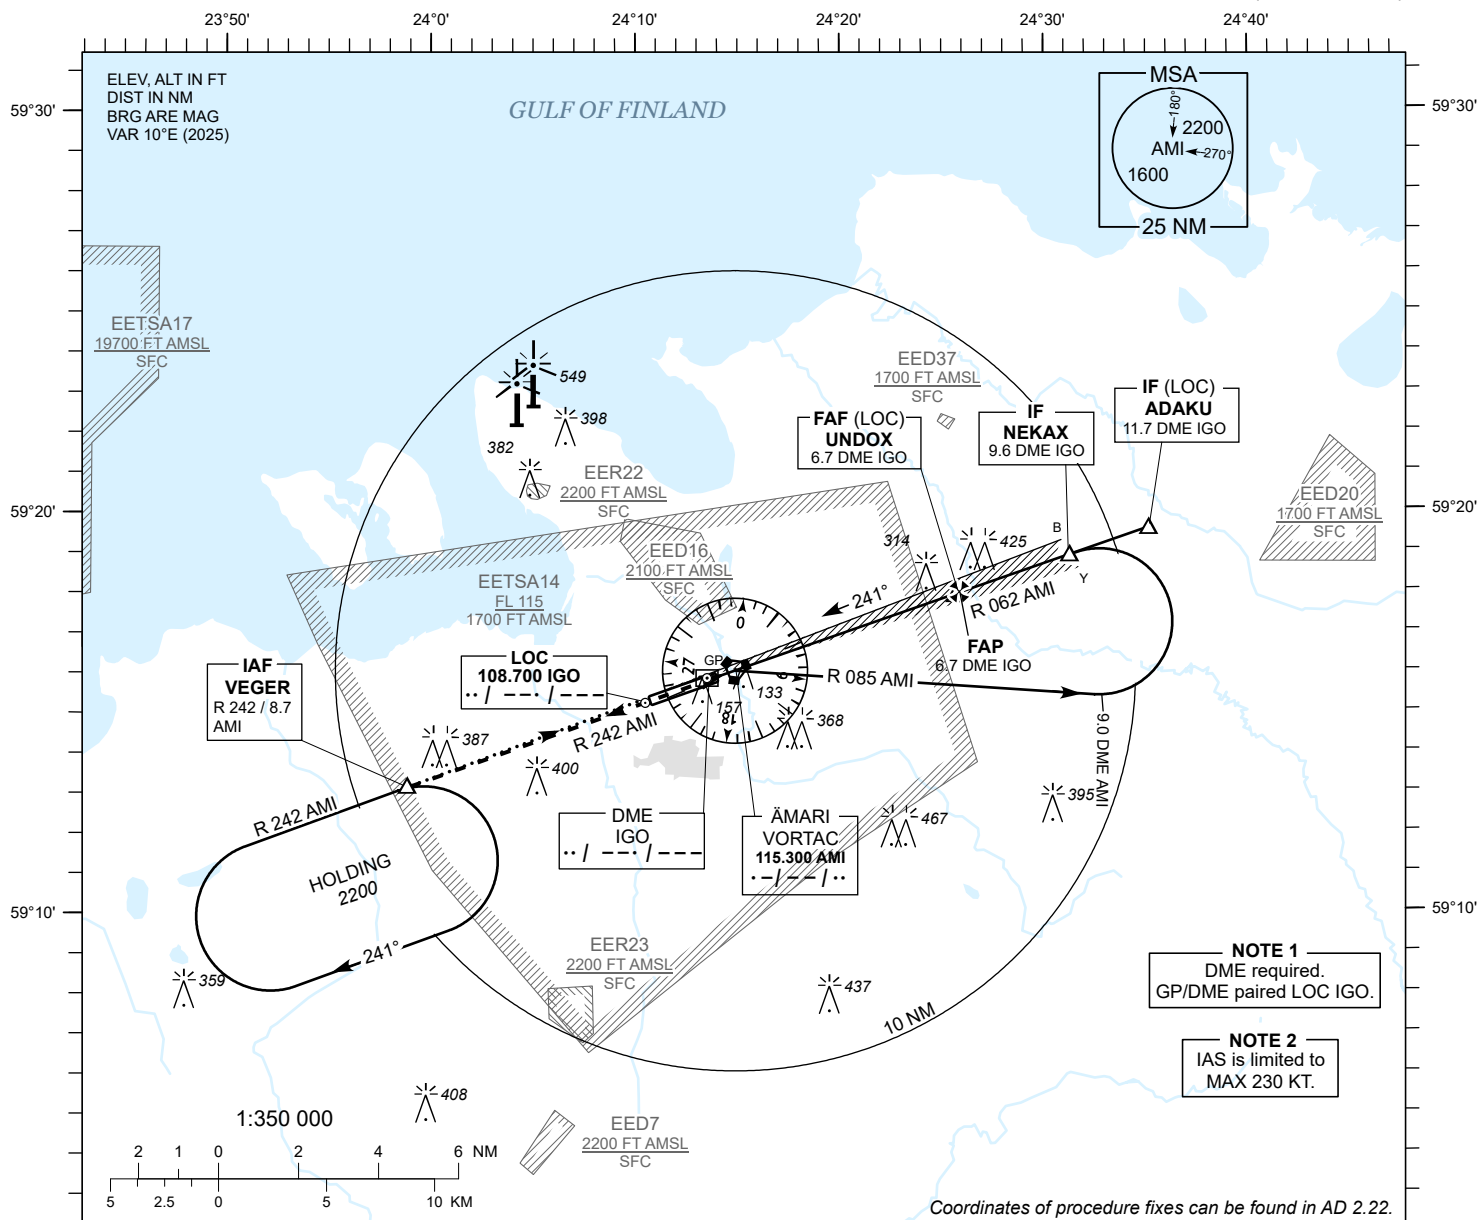 23°50'
24°0'
24°10'
24°20'
24°30'
24°40'
ELEV, ALT IN FT
DIST IN NM
BRG ARE MAG
VAR 10°E (2025)
GULF OF FINLAND
MSA
180°
2200
AMI
270°
1600
25 NM
59°30'
59°30'
EETSA17
19700 FT AMSL
SFC
549
398
382
EED37
1700 FT AMSL
SFC
FAF (LOC)
UNDOX
6.7 DME IGO
IF
NEKAX
9.6 DME IGO
IF (LOC)
ADAKU
11.7 DME IGO
EER22
2200 FT AMSL
SFC
EED20
1700 FT AMSL
SFC
59°20'
59°20'
EED16
2100 FT AMSL
SFC
314
425
B
Y
EETSA14
FL 115
1700 FT AMSL
241°
R 062 AMI
0
9
18
27
GP
FAP
6.7 DME IGO
IAF
VEGER
R 242 / 8.7
AMI
LOC
108.700 IGO
·· / — — · / — — —
R 085 AMI
133
157
368
R 242 AMI
387
400
9.0 DME AMI
395
R 242 AMI
HOLDING
2200
241°
DME
IGO
·· / — — · / — — —
ÄMARI
VORTAC
115.300 AMI
· — / — — / ··
467
59°10'
59°10'
EER23
2200 FT AMSL
SFC
359
437
10 NM
NOTE 1
DME required.
GP/DME paired LOC IGO.
NOTE 2
IAS is limited to
MAX 230 KT.
408
1:350 000
EED7
2200 FT AMSL
SFC
2 1 0 2 4 6 NM
5 2.5 0 5 10 KM
Coordinates of procedure fixes can be found in AD 2.22.